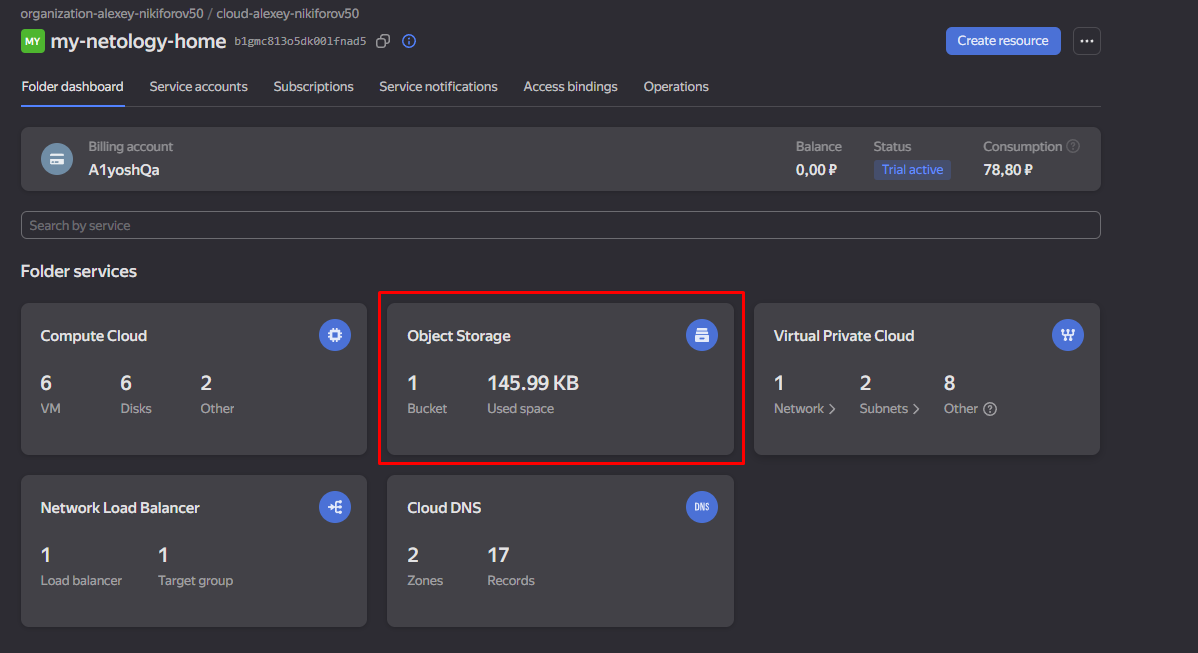 organization-alexey-nikiforov50 / cloud-alexey-nikiforov50
MY my-netology-home b1gmc813o5dk001fnad5
Create resource
Folder dashboard Service accounts Subscriptions Service notifications Access bindings Operations
Billing account Balance Status Consumption
A1yoshQa 0,00 ₽ Trial active 78,80 ₽
Search by service
Folder services
Compute Cloud
6 6 2
VM Disks Other
Object Storage
1 145.99 KB
Bucket Used space
Virtual Private Cloud
1 2 8
Network Subnets Other
Network Load Balancer
1 1
Load balancer Target group
Cloud DNS
DNS
2 17
Zones Records